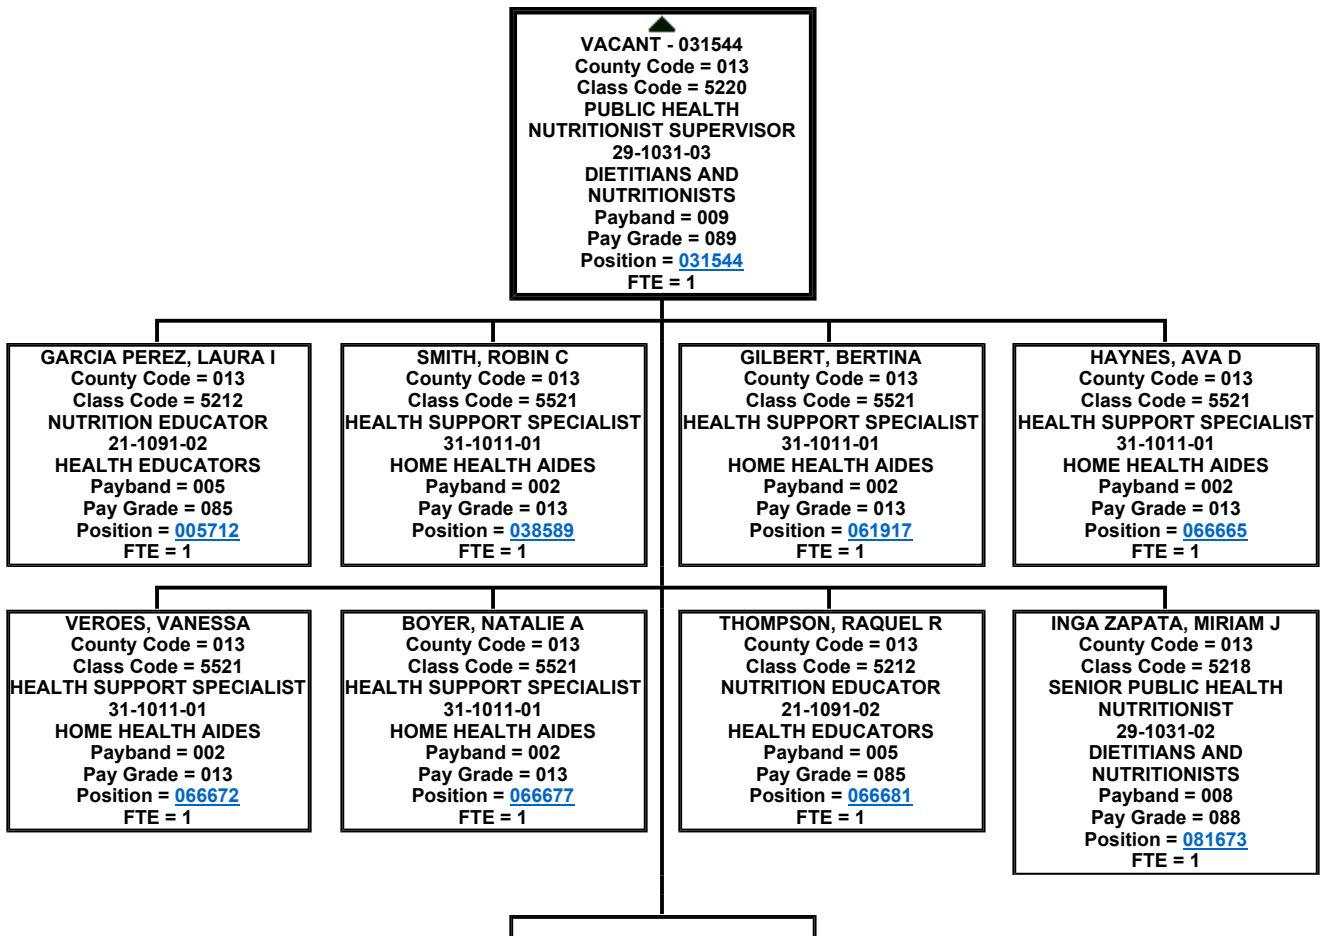 VACANT - 031544
County Code = 013
Class Code = 5220
PUBLIC HEALTH
NUTRITIONIST SUPERVISOR
29-1031-03
DIETITIANS AND
NUTRITIONISTS
Payband = 009
Pay Grade = 089
Position = 031544
FTE = 1
GARCIA PEREZ, LAURA I
County Code = 013
Class Code = 5212
NUTRITION EDUCATOR
21-1091-02
HEALTH EDUCATORS
Payband = 005
Pay Grade = 085
Position = 005712
FTE = 1
SMITH, ROBIN C
County Code = 013
Class Code = 5521
HEALTH SUPPORT SPECIALIST
31-1011-01
HOME HEALTH AIDES
Payband = 002
Pay Grade = 013
Position = 038589
FTE = 1
GILBERT, BERTINA
County Code = 013
Class Code = 5521
HEALTH SUPPORT SPECIALIST
31-1011-01
HOME HEALTH AIDES
Payband = 002
Pay Grade = 013
Position = 061917
FTE = 1
HAYNES, AVA D
County Code = 013
Class Code = 5521
HEALTH SUPPORT SPECIALIST
31-1011-01
HOME HEALTH AIDES
Payband = 002
Pay Grade = 013
Position = 066665
FTE = 1
VEROES, VANESSA
County Code = 013
Class Code = 5521
HEALTH SUPPORT SPECIALIST
31-1011-01
HOME HEALTH AIDES
Payband = 002
Pay Grade = 013
Position = 066672
FTE = 1
BOYER, NATALIE A
County Code = 013
Class Code = 5521
HEALTH SUPPORT SPECIALIST
31-1011-01
HOME HEALTH AIDES
Payband = 002
Pay Grade = 013
Position = 066677
FTE = 1
THOMPSON, RAQUEL R
County Code = 013
Class Code = 5212
NUTRITION EDUCATOR
21-1091-02
HEALTH EDUCATORS
Payband = 005
Pay Grade = 085
Position = 066681
FTE = 1
INGA ZAPATA, MIRIAM J
County Code = 013
Class Code = 5218
SENIOR PUBLIC HEALTH
NUTRITIONIST
29-1031-02
DIETITIANS AND
NUTRITIONISTS
Payband = 008
Pay Grade = 088
Position = 081673
FTE = 1